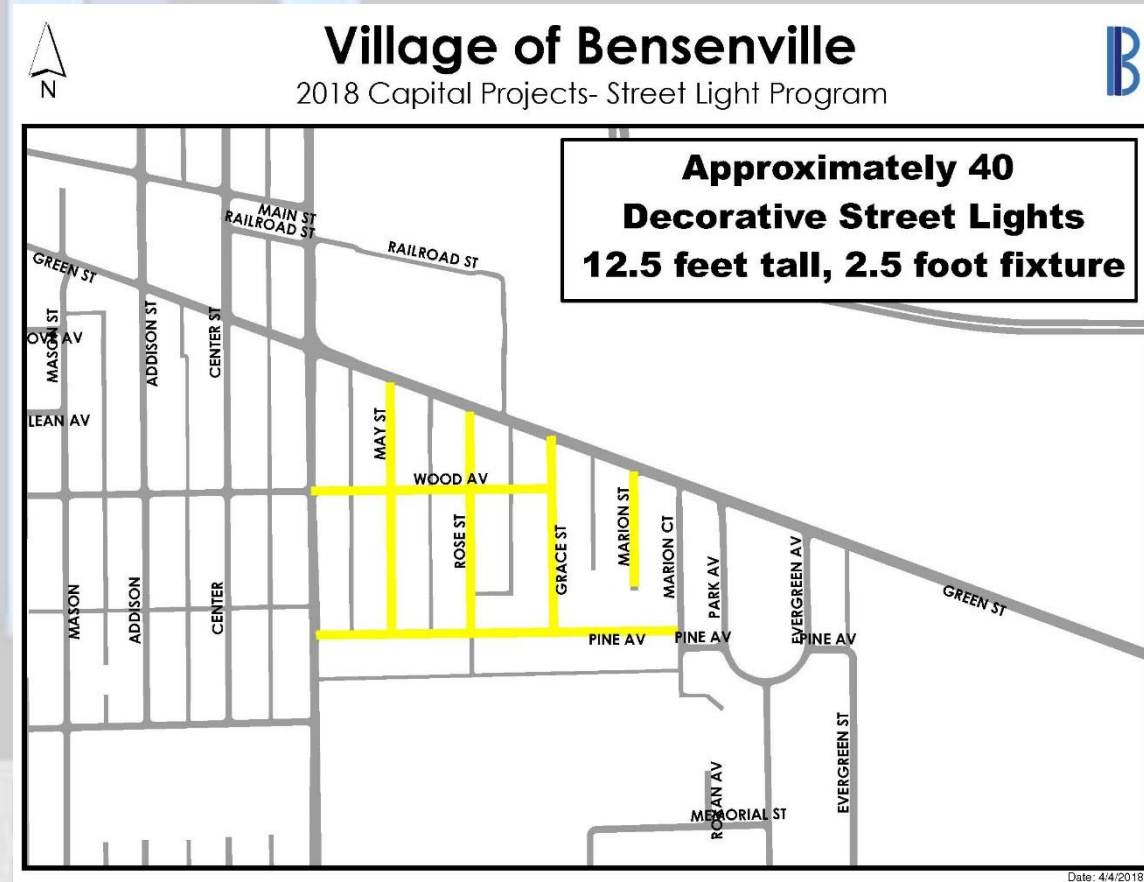 Village of Bensenville
2018 Capital Projects- Street Light Program
N
B
Approximately 40
Decorative Street Lights
12.5 feet tall, 2.5 foot fixture
MAIN ST
RAILROAD ST
RAILROAD ST
GREEN ST
MASON ST
ADDISON ST
CENTER ST
OVE AV
LEAN AV
MAY ST
WOOD AV
ROSE ST
GRACE ST
MARION ST
MARION CT
PARK AV
EVERGREEN AV
GREEN ST
MASON
ADDISON
CENTER
PINE AV
PINE AV
PINE AV
EVERGREEN ST
MEMORIAL ST
Date: 4/4/2018